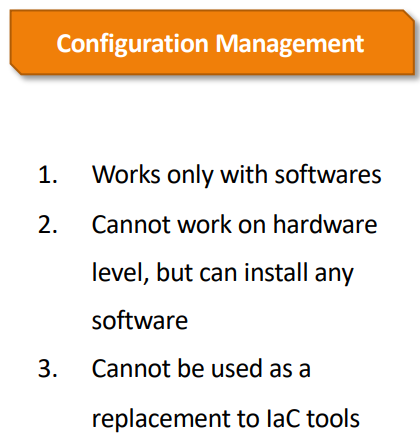 Configuration Management
1. Works only with softwares
2. Cannot work on hardware
level, but can install any
software
3. Cannot be used as a
replacement to IaC tools